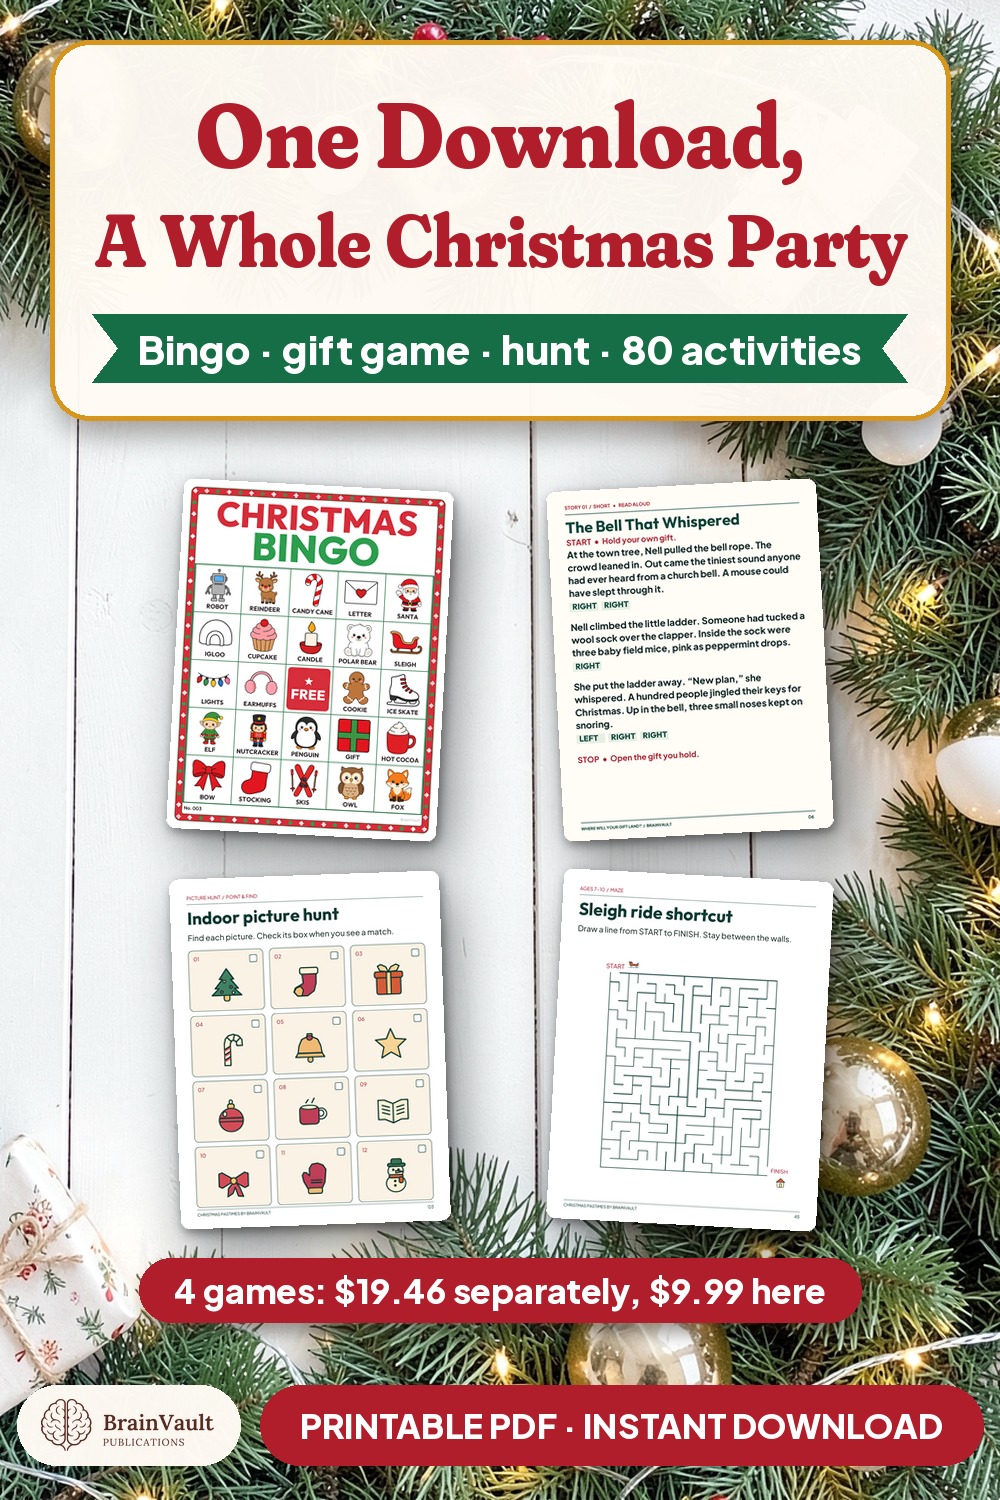 One Download,
A Whole Christmas Party
Bingo · gift game · hunt · 80 activities
CHRISTMAS
BINGO
ROBOT
REINDEER
CANDY CANE
LETTER
SANTA
IGLOO
CUPCAKE
CANDLE
POLAR BEAR
SLEIGH
LIGHTS
EARMUFFS
FREE
COOKIE
ICE SKATE
ELF
NUTCRACKER
PENGUIN
GIFT
HOT COCOA
BOW
STOCKING
SKIS
OWL
FOX
No. 003
STORY 01 / SHORT • READ ALOUD
The Bell That Whispered
START • Hold your own gift.
At the town tree, Nell pulled the bell rope. The
crowd leaned in. Out came the tiniest sound anyone
had ever heard from a church bell. A mouse could
have slept through it.
RIGHT RIGHT
Nell climbed the little ladder. Someone had tucked a
wool sock over the clapper. Inside the sock were
three baby field mice, pink as peppermint drops.
RIGHT
She put the ladder away. “New plan,” she
whispered. A hundred people jingled their keys for
Christmas. Up in the bell, three small noses kept on
snoring.
LEFT RIGHT RIGHT
STOP • Open the gift you hold.
WHERE WILL YOUR GIFT LAND? / BRAINVAULT
06
PICTURE HUNT / POINT & FIND
Indoor picture hunt
Find each picture. Check its box when you see a match.
01
02
03
04
05
06
07
08
09
10
11
12
CHRISTMAS PASTIMES BY BRAINVAULT
03
AGES 7-10 / MAZE
Sleigh ride shortcut
Draw a line from START to FINISH. Stay between the walls.
START
FINISH
CHRISTMAS PASTIMES BY BRAINVAULT
45
4 games: $19.46 separately, $9.99 here
BrainVault
PUBLICATIONS
PRINTABLE PDF · INSTANT DOWNLOAD